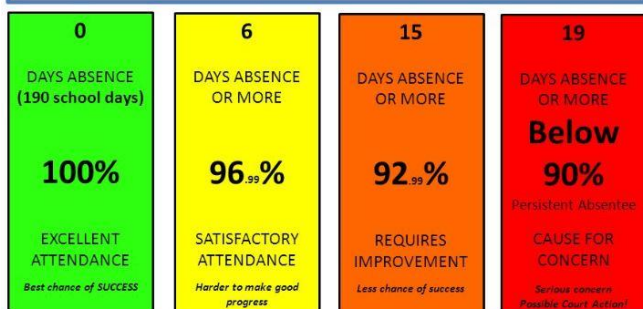 0
DAYS ABSENCE
(190 school days)
100%
EXCELLENT
ATTENDANCE
Best chance of SUCCESS
6
DAYS ABSENCE
OR MORE
96.99%
SATISFACTORY
ATTENDANCE
Harder to make good
progress
15
DAYS ABSENCE
OR MORE
92.99%
REQUIRES
IMPROVEMENT
Less chance of success
19
DAYS ABSENCE
OR MORE
Below
90%
Persistent Absentee
CAUSE FOR
CONCERN
Serious concern
Possible Court Action!